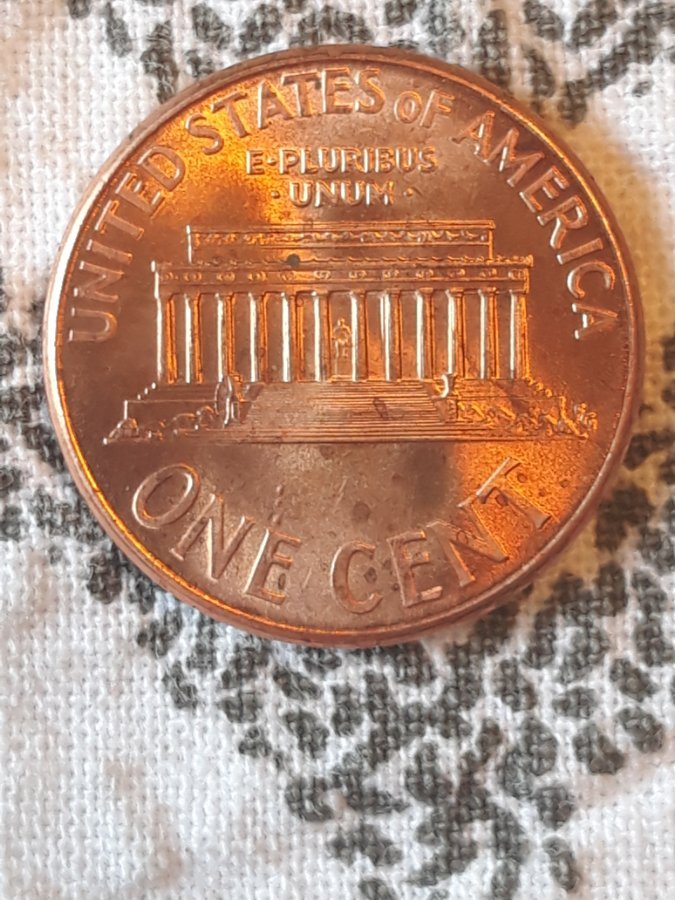 UNITED STATES OF AMERICA
E·PLURIBUS
·UNUM·
ONE CENT